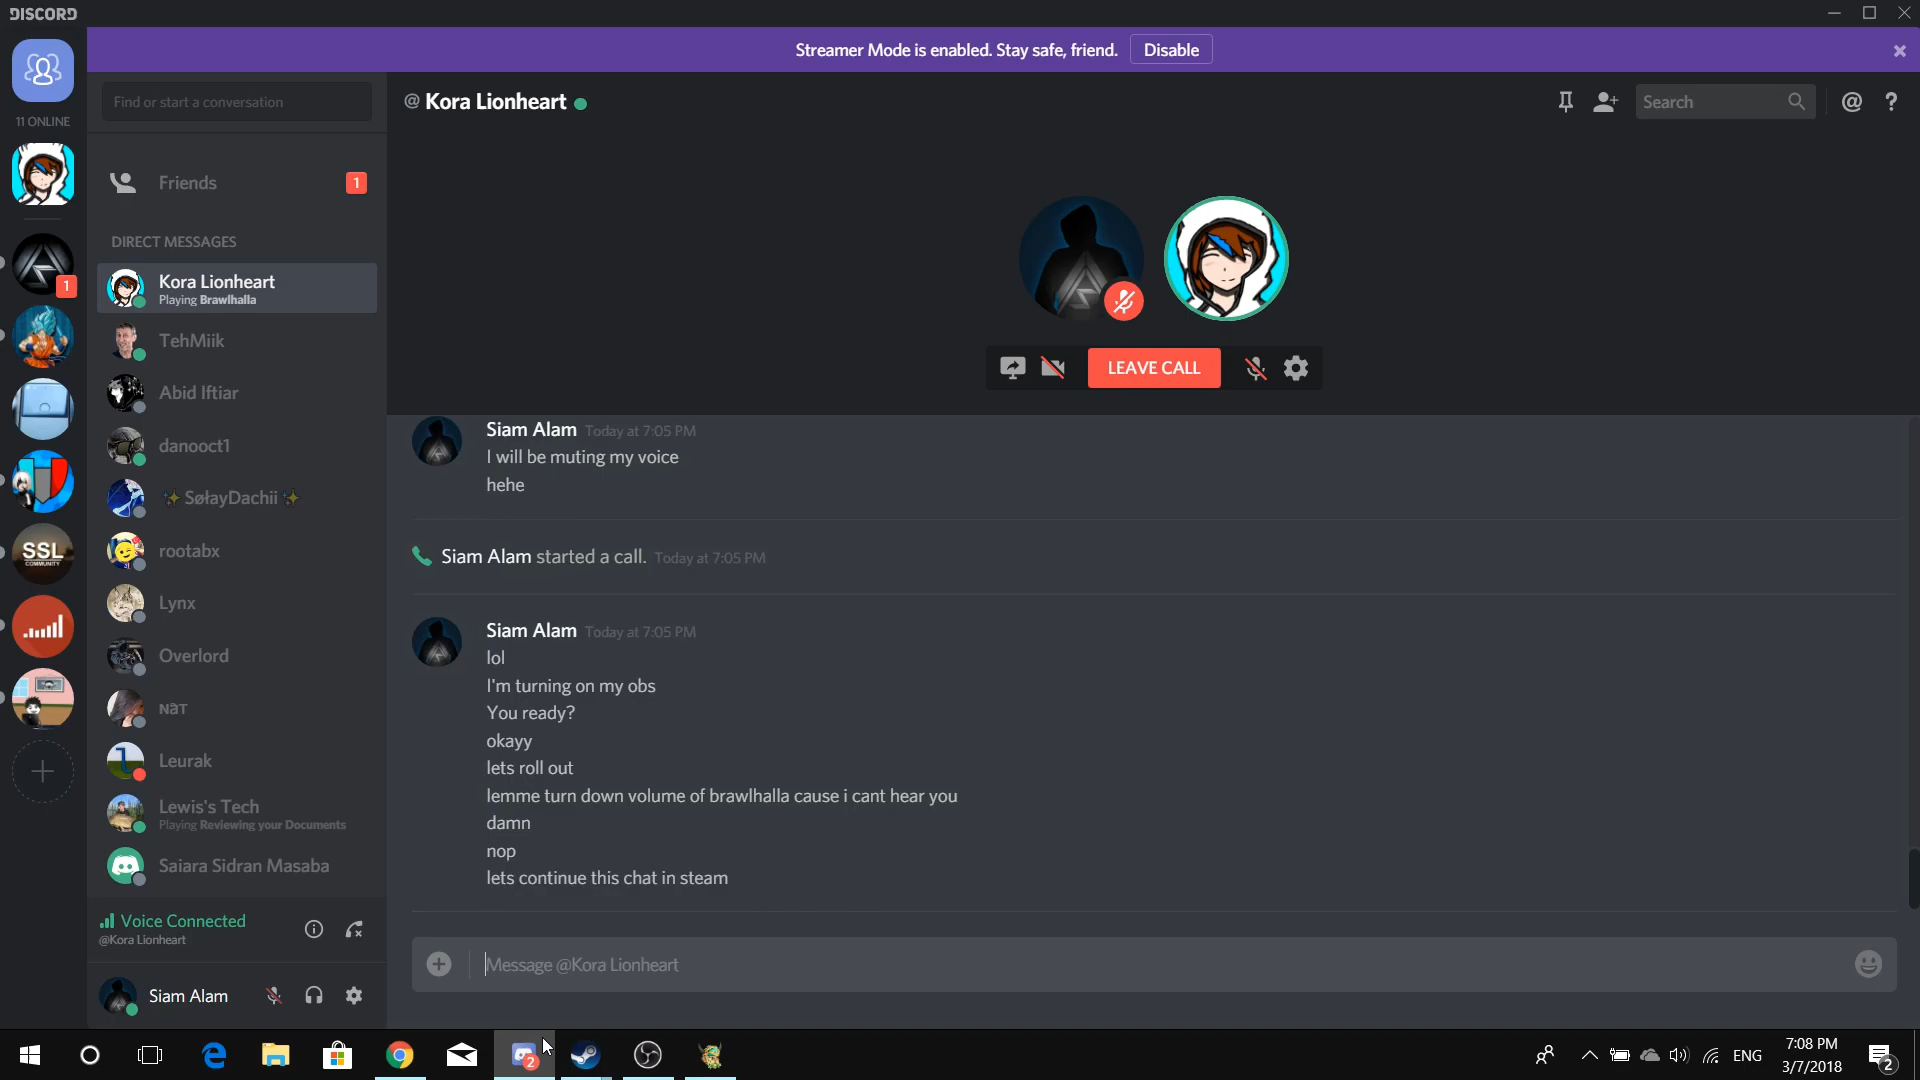 DISCORD
Streamer Mode is enabled. Stay safe, friend.
Disable
11 ONLINE
Find or start a conversation
@ Kora Lionheart
Search
Friends
1
DIRECT MESSAGES
Kora Lionheart
Playing Brawlhalla
1
TehMiik
Abid Iftiar
danooct1
✨SøłayDachii✨
SSL
COMMUNITY
rootabx
Lynx
Overlord
Leurak
Lewis's Tech
Playing Reviewing your Documents
Saiara Sidran Masaba
LEAVE CALL
Siam Alam Today at 7:05 PM
I will be muting my voice
hehe
Siam Alam started a call. Today at 7:05 PM
Siam Alam Today at 7:05 PM
lol
I'm turning on my obs
You ready?
okayy
lets roll out
lemme turn down volume of brawlhalla cause i cant hear you
damn
nop
lets continue this chat in steam
Voice Connected
@Kora Lionheart
Message @Kora Lionheart
Siam Alam
2
ENG
7:08 PM
3/7/2018
2